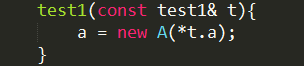 test1(const test1& t){
    a = new A(*t.a);
}